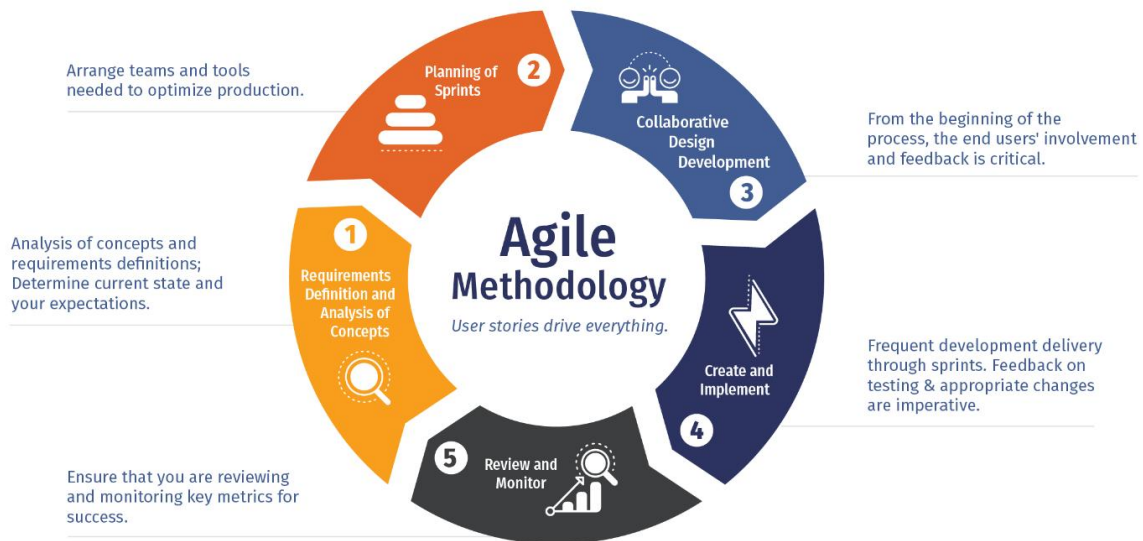 Agile
Methodology
User stories drive everything.
1
Requirements
Definition and
Analysis of
Concepts
Analysis of concepts and
requirements definitions;
Determine current state and
your expectations.
2
Planning of
Sprints
Arrange teams and tools
needed to optimize production.
Collaborative
Design
Development
3
From the beginning of the
process, the end users' involvement
and feedback is critical.
Create and
Implement
4
Frequent development delivery
through sprints. Feedback on
testing & appropriate changes
are imperative.
5
Review and
Monitor
Ensure that you are reviewing
and monitoring key metrics for
success.